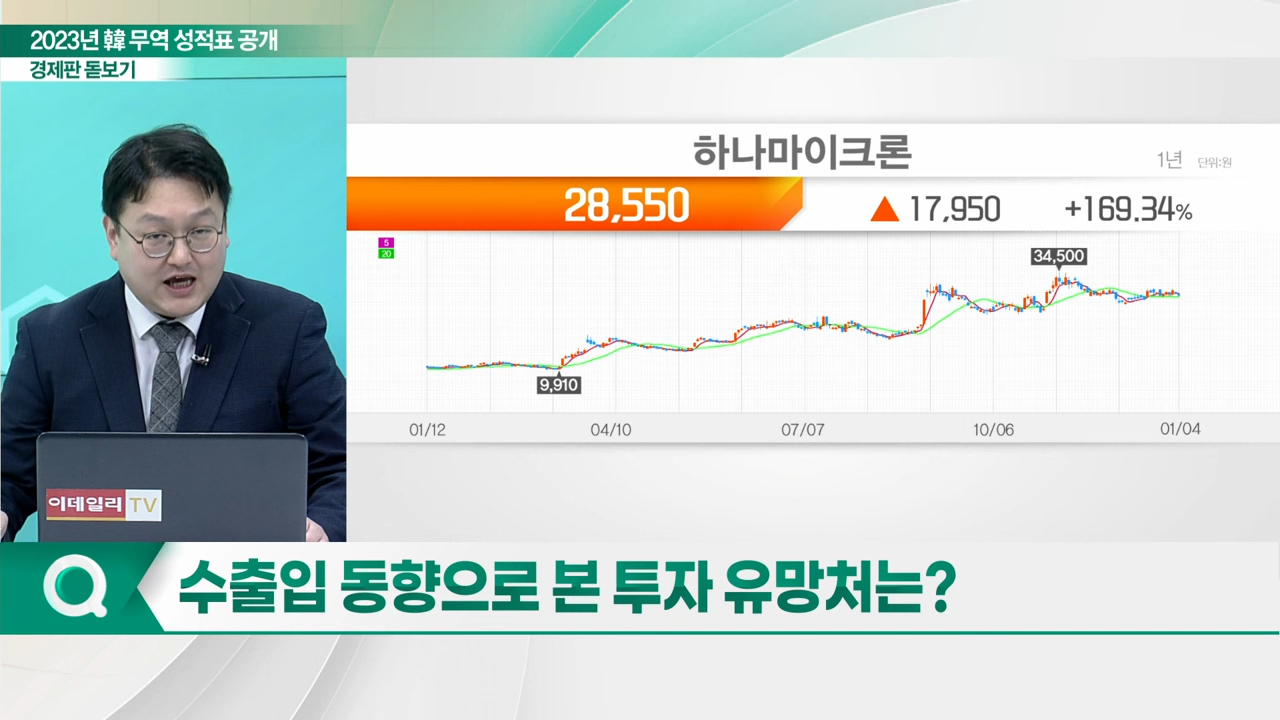 2023년 韓 무역 성적표 공개
경제판 돋보기
하나마이크론
1년 단위:원
28,550 ▲ 17,950 +169.34%
5
20
34,500
9,910
01/12 04/10 07/07 10/06 01/04
이데일리 TV
Q 수출입 동향으로 본 투자 유망처는?